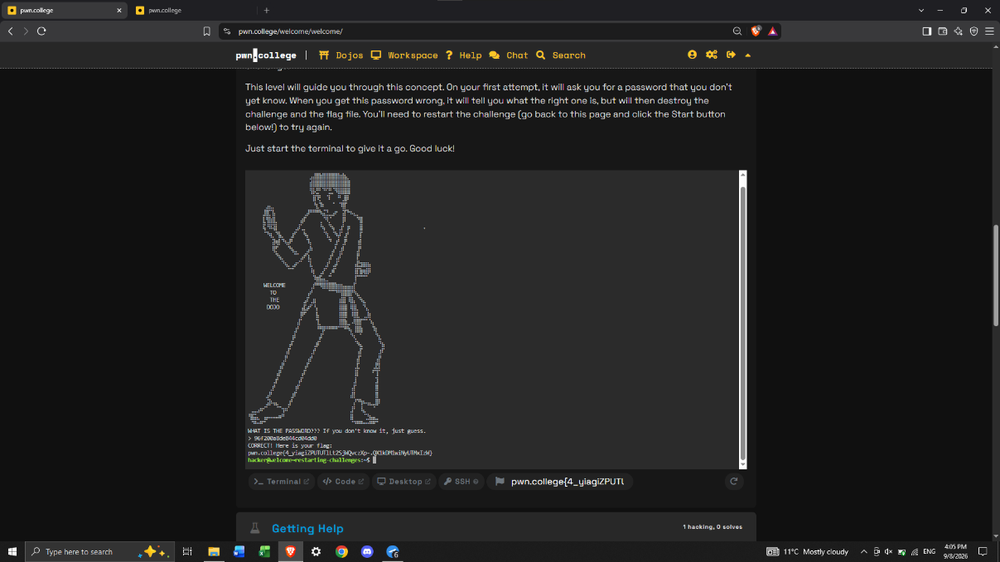 pwn.college
pwn.college
pwn.college/welcome/welcome/
6
pwn.college | Dojos Workspace ? Help Chat Search
This level will guide you through this concept. On your first attempt, it will ask you for a password that you don't
yet know. When you get this password wrong, it will tell you what the right one is, but will then destroy the
challenge and the flag file. You'll need to restart the challenge (go back to this page and click the Start button
below!) to try again.
Just start the terminal to give it a go. Good luck!
WELCOME
TO
THE
DOJO
WHAT IS THE PASSWORD??? If you don't know it, just guess.
> 96f200a8de844cd04dd0
CORRECT! Here is your flag:
pwn.college{4_yiagiZPUTUTlLt2SjWQvczXp-.QX1kDM1wiNyUTMxIzW}
hacker@welcome~restarting-challenges:~$
>_ Terminal </> Code Desktop SSH pwn.college{4_yiagiZPUTl
Getting Help
1 hacking, 0 solves
Type here to search
6
11°C Mostly cloudy
ENG
4:05 PM
9/8/2026